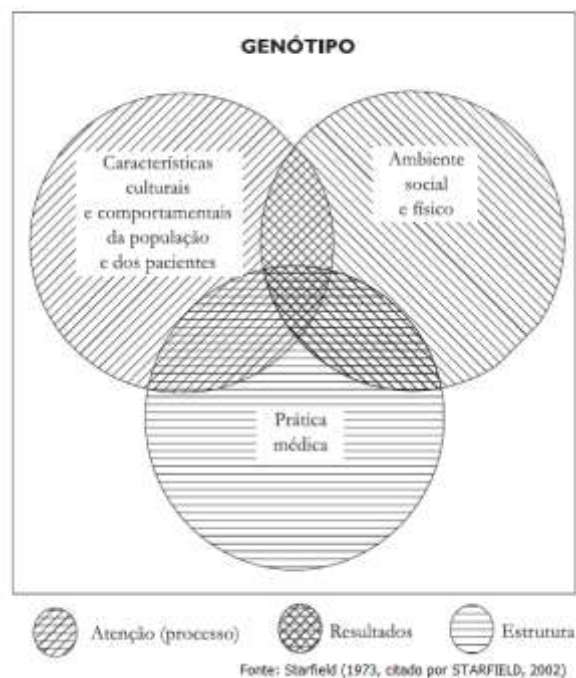 GENÓTIPO
Características
culturais
e comportamentais
da população
e dos pacientes
Ambiente
social
e físico
Prática
médica
Atenção (processo)
Resultados
Estrutura
Fonte: Starfield (1973, citado por STARFIELD, 2002)